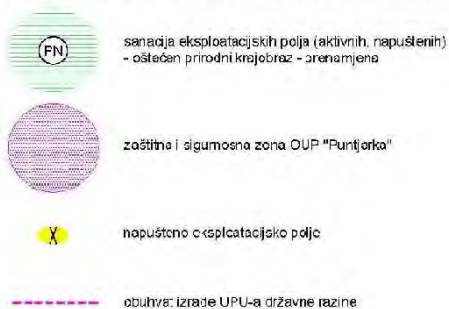 PN
sanacija eksploatacijskih polja (aktivnih, napuštenih)
- oštećen prirodni krajobraz - prenamjena
zaštitna i sigurnosna zona OUP "Puntijarka"
X
napušteno eksploatacijsko polje
obuhvat izrade UPU-a državne razine